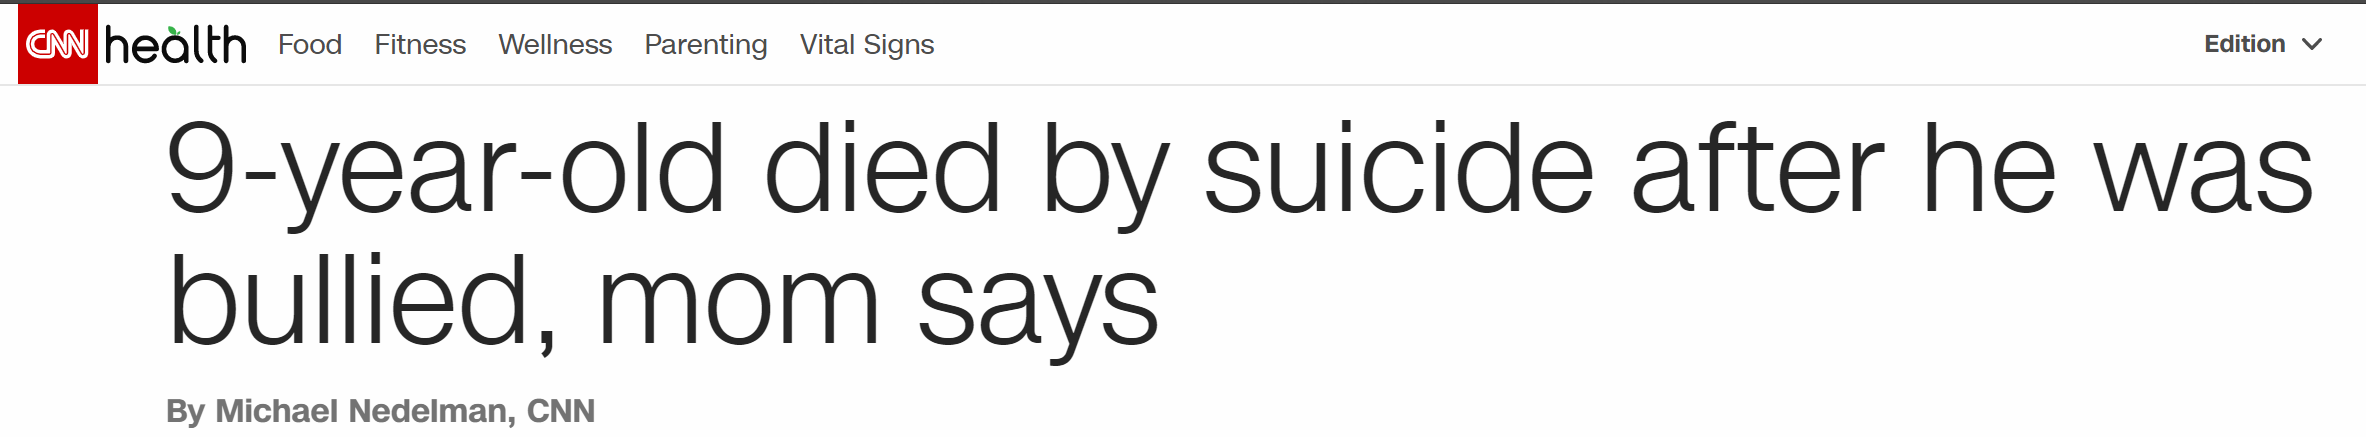 CNN health Food Fitness Wellness Parenting Vital Signs Edition
9-year-old died by suicide after he was
bullied, mom says
By Michael Nedelman, CNN